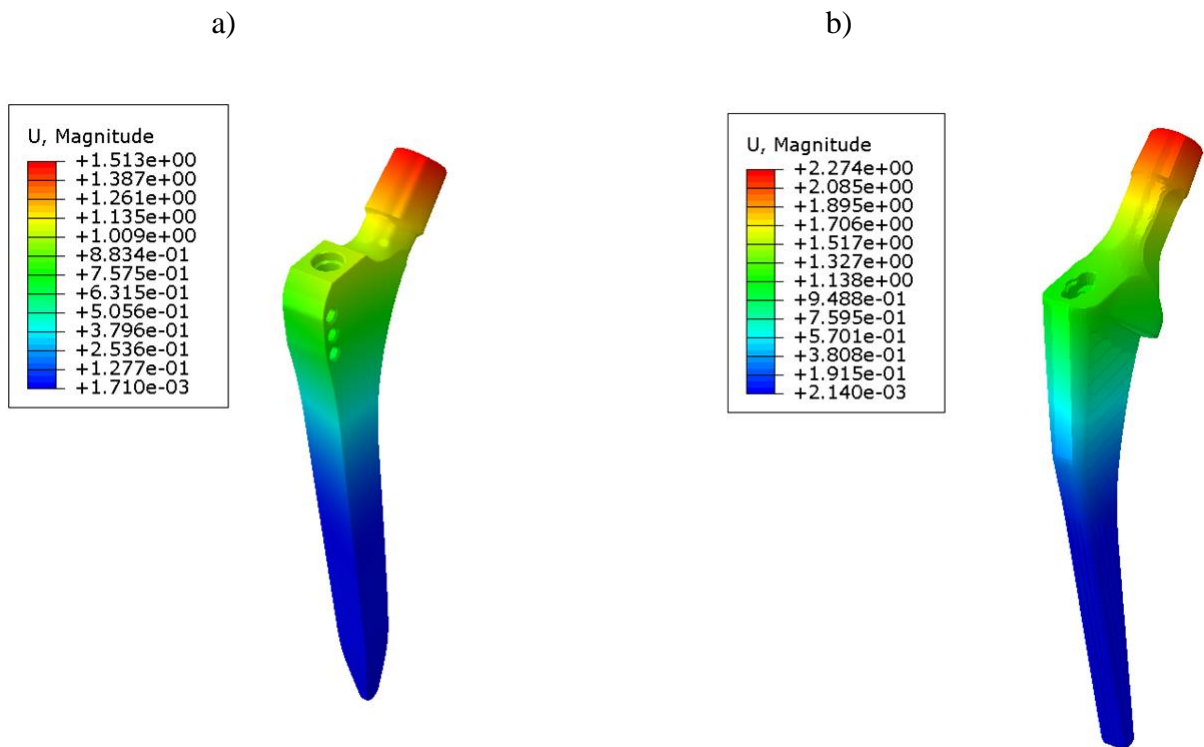 a)
b)
U, Magnitude
+1.513e+00
+1.387e+00
+1.261e+00
+1.135e+00
+1.009e+00
+8.834e-01
+7.575e-01
+6.315e-01
+5.056e-01
+3.796e-01
+2.536e-01
+1.277e-01
+1.710e-03
U, Magnitude
+2.274e+00
+2.085e+00
+1.895e+00
+1.706e+00
+1.517e+00
+1.327e+00
+1.138e+00
+9.488e-01
+7.595e-01
+5.701e-01
+3.808e-01
+1.915e-01
+2.140e-03